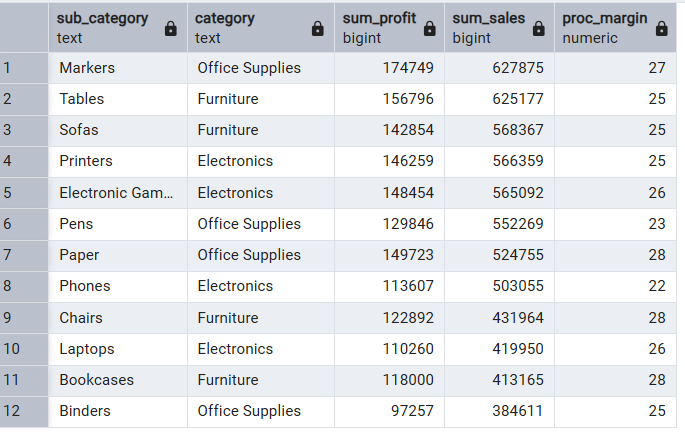 sub_category category sum_profit sum_sales proc_margin
text text bigint bigint numeric
1 Markers Office Supplies 174749 627875 27
2 Tables Furniture 156796 625177 25
3 Sofas Furniture 142854 568367 25
4 Printers Electronics 146259 566359 25
5 Electronic Gam... Electronics 148454 565092 26
6 Pens Office Supplies 129846 552269 23
7 Paper Office Supplies 149723 524755 28
8 Phones Electronics 113607 503055 22
9 Chairs Furniture 122892 431964 28
10 Laptops Electronics 110260 419950 26
11 Bookcases Furniture 118000 413165 28
12 Binders Office Supplies 97257 384611 25